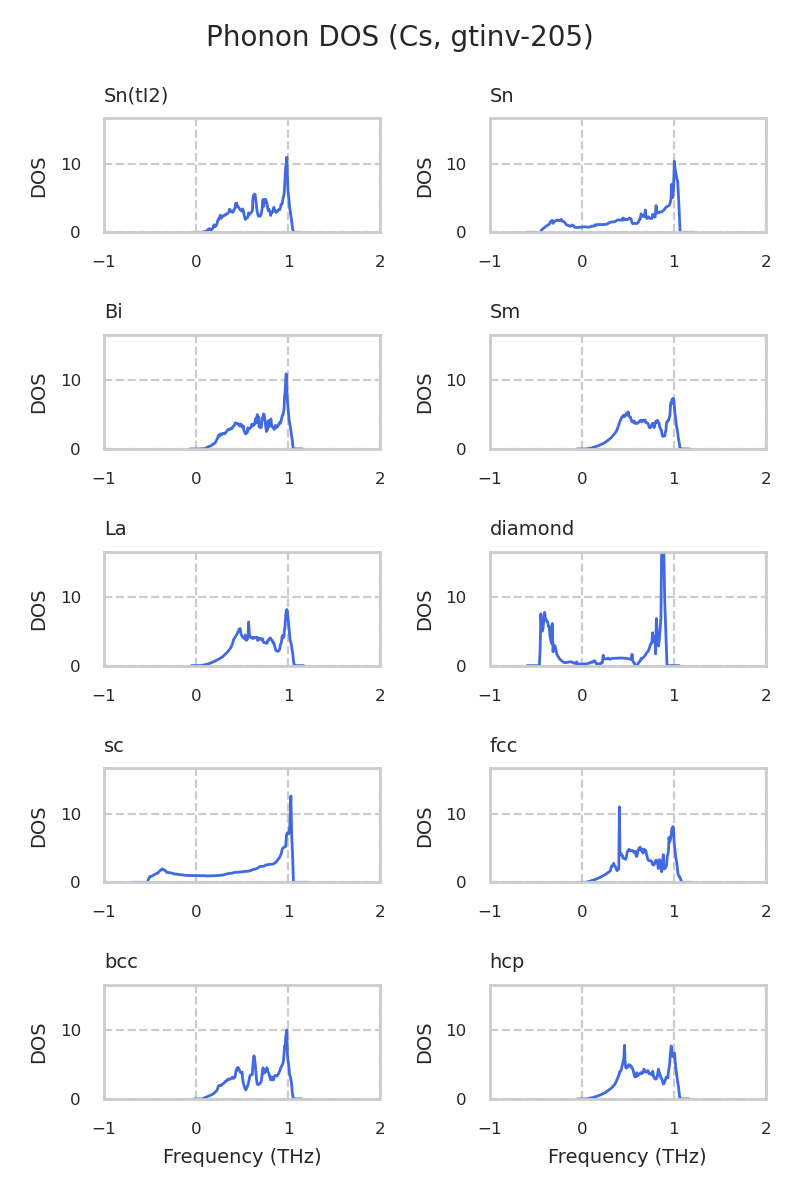 Phonon DOS (Cs, gtinv-205)
Sn(tI2)
Sn
DOS
10
0
−1 0 1 2
DOS
10
0
−1 0 1 2
Bi
Sm
DOS
10
0
−1 0 1 2
DOS
10
0
−1 0 1 2
La
diamond
DOS
10
0
−1 0 1 2
DOS
10
0
−1 0 1 2
sc
fcc
DOS
10
0
−1 0 1 2
DOS
10
0
−1 0 1 2
bcc
hcp
DOS
10
0
−1 0 1 2
Frequency (THz)
DOS
10
0
−1 0 1 2
Frequency (THz)